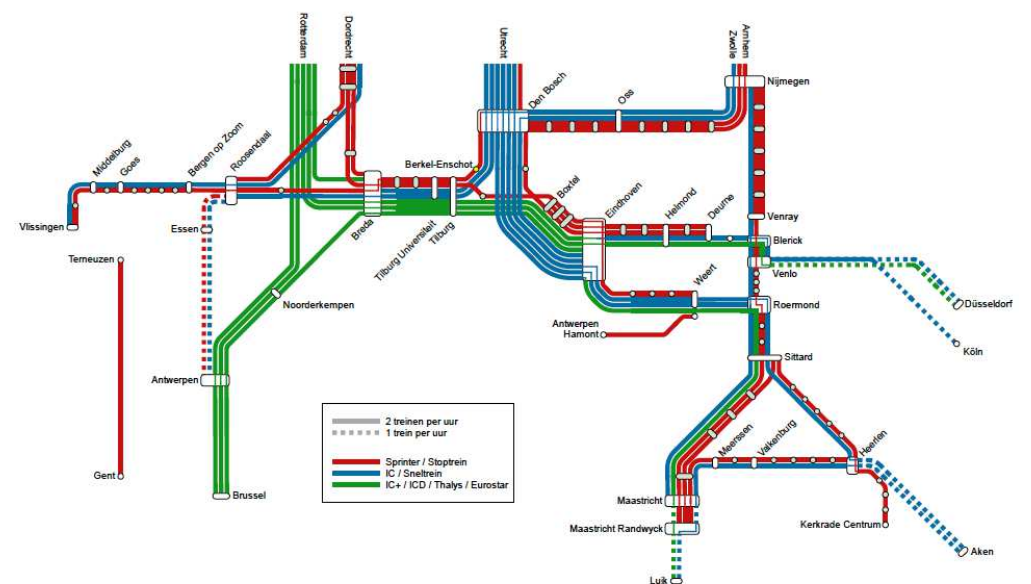 Rotterdam
Dordrecht
Utrecht
Zwolle
Arnhem
Nijmegen
Den Bosch
Oss
Middelburg
Goes
Bergen op Zoom
Roosendaal
Berkel-Enschot
Boxtel
Eindhoven
Helmond
Deurne
Venray
Vlissingen
Essen
Breda
Tilburg Universiteit
Tilburg
Blerick
Venlo
Terneuzen
Noorderkempen
Weert
Roermond
Düsseldorf
Antwerpen
Hamont
Köln
Sittard
Antwerpen
2 treinen per uur
1 trein per uur
Sprinter / Stoptrein
IC / Sneltrein
IC+ / ICD / Thalys / Eurostar
Meerssen
Valkenburg
Heerlen
Gent
Brussel
Maastricht
Maastricht Randwyck
Kerkrade Centrum
Aken
Luik